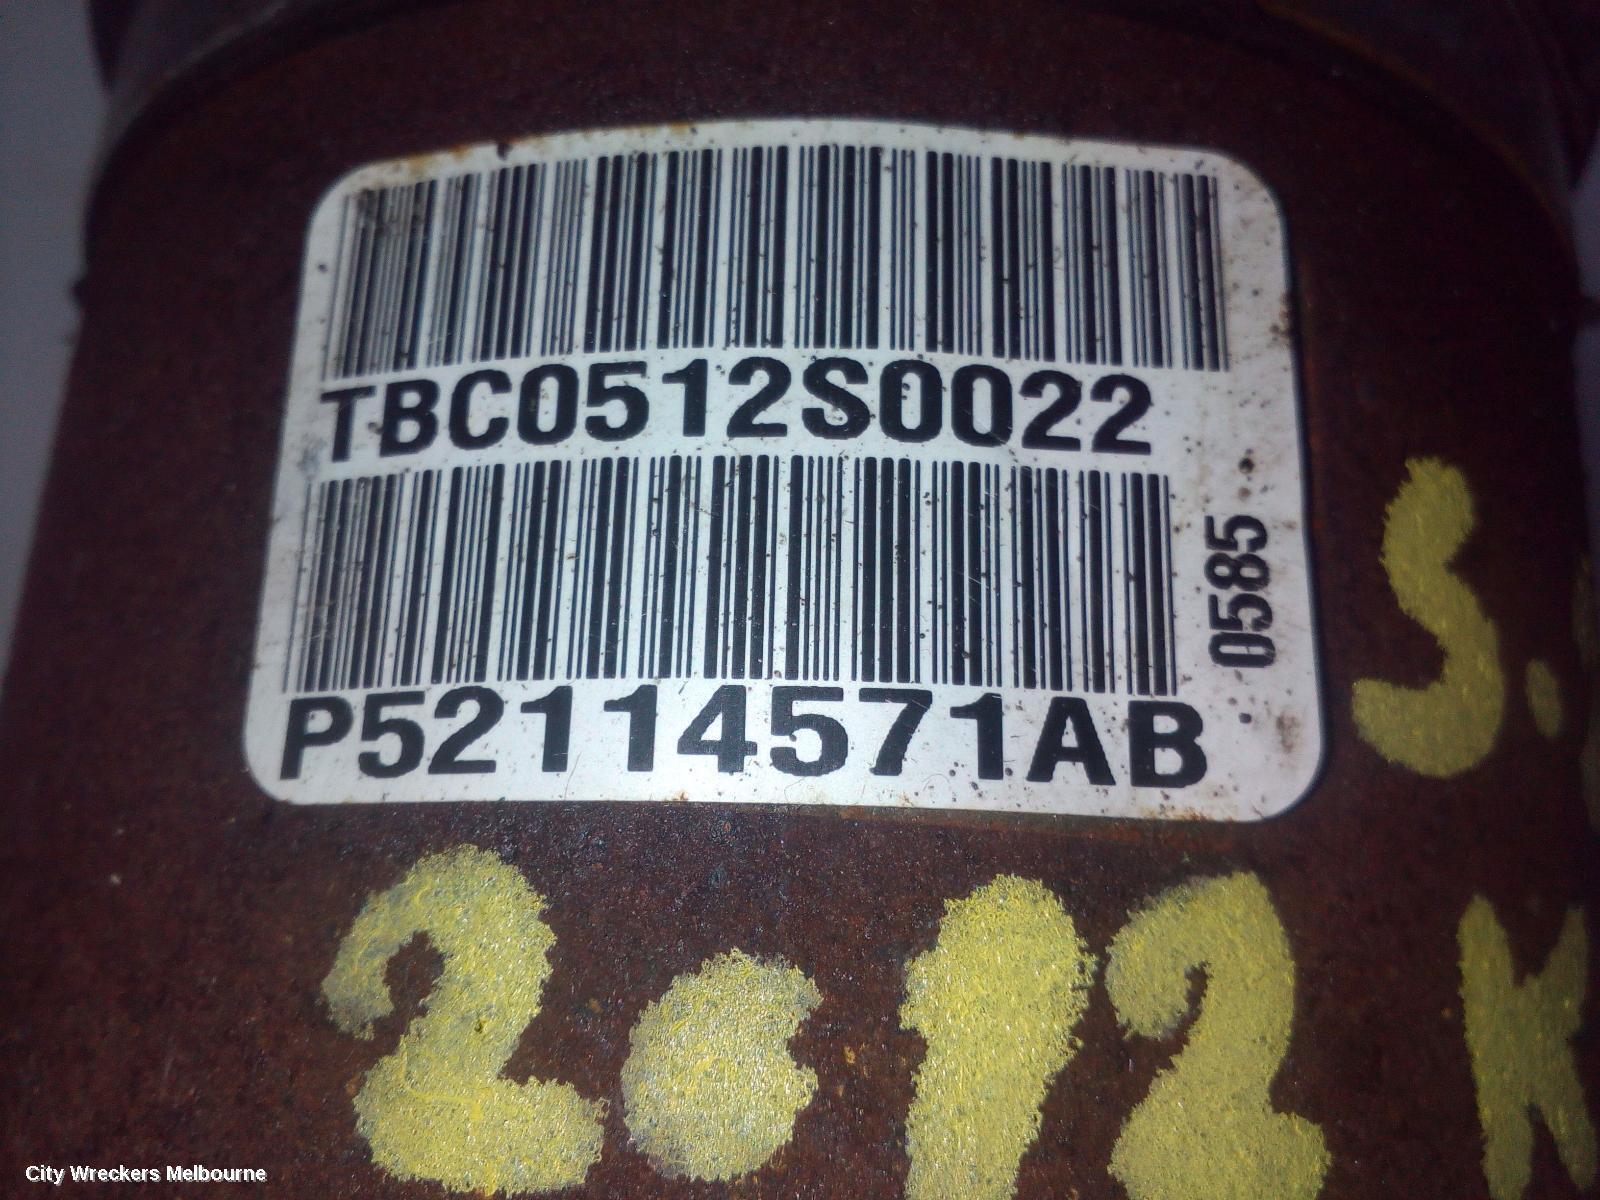 TBC0512S0022
P52114571AB
0585
S.
2012 K
City Wreckers Melbourne